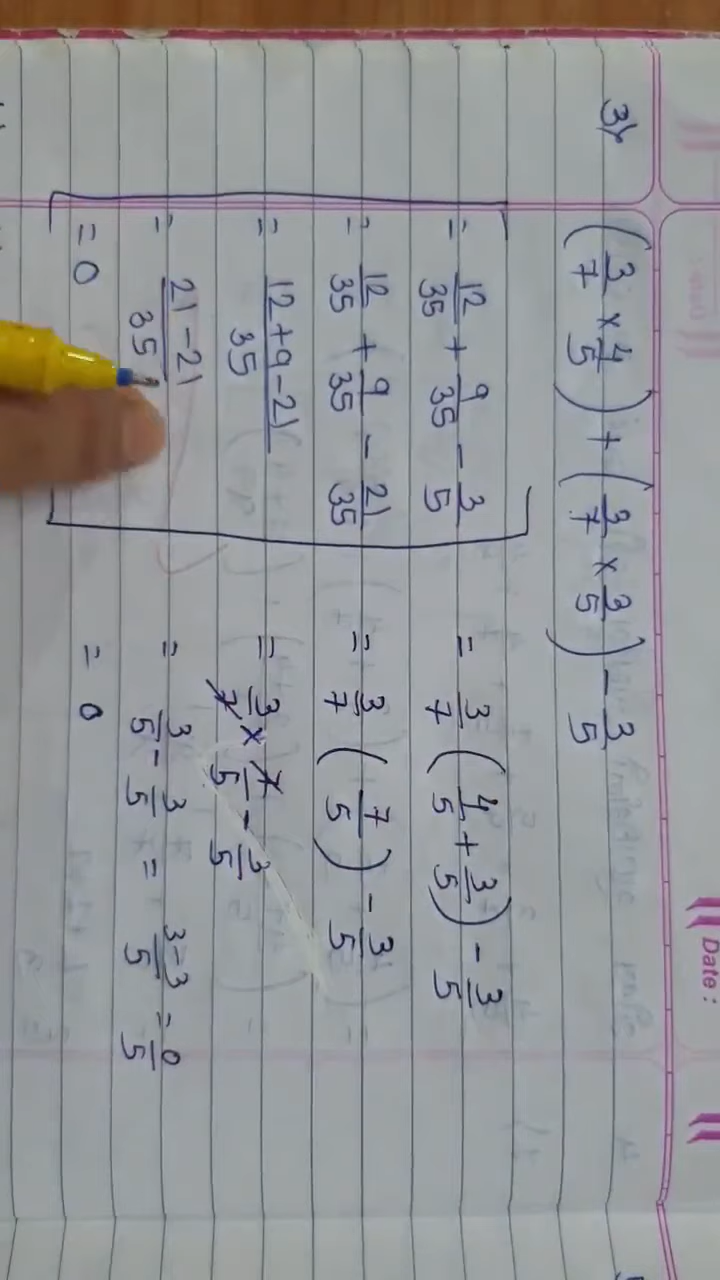 Date :
3) (3/7 × 4/5) + (3/7 × 3/5) - 3/5
= 12/35 + 9/35 - 3/5
= 12/35 + 9/35 - 21/35
= 12+9-21/35
= 21-21/35
= 0
= 3/7 (4/5 + 3/5) - 3/5
= 3/7 (7/5) - 3/5
= 3/7 × 7/5 - 3/5
= 3/5 - 3/5 = 3-3/5 = 0/5
= 0